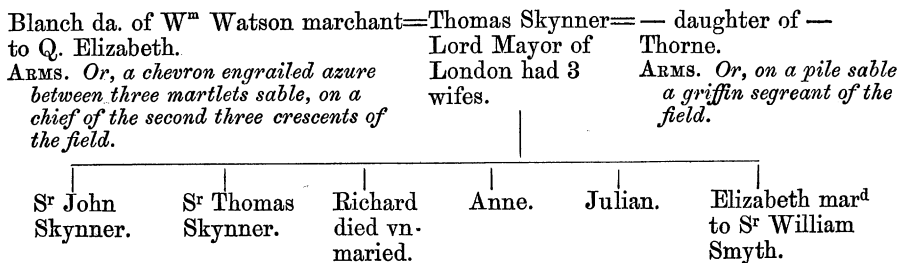 Blanch da. of Wm Watson marchant=Thomas Skynner= — daughter of —
to Q. Elizabeth.
ARMS. Or, a chevron engrailed azure
between three martlets sable, on a
chief of the second three crescents of
the field.
Lord Mayor of
London had 3
wifes.
Thorne.
ARMS. Or, on a pile sable
a griffin segreant of the
field.
Sr John
Skynner.
Sr Thomas
Skynner.
Richard
died vn-
maried.
Anne.
Julian.
Elizabeth mard
to Sr William
Smyth.